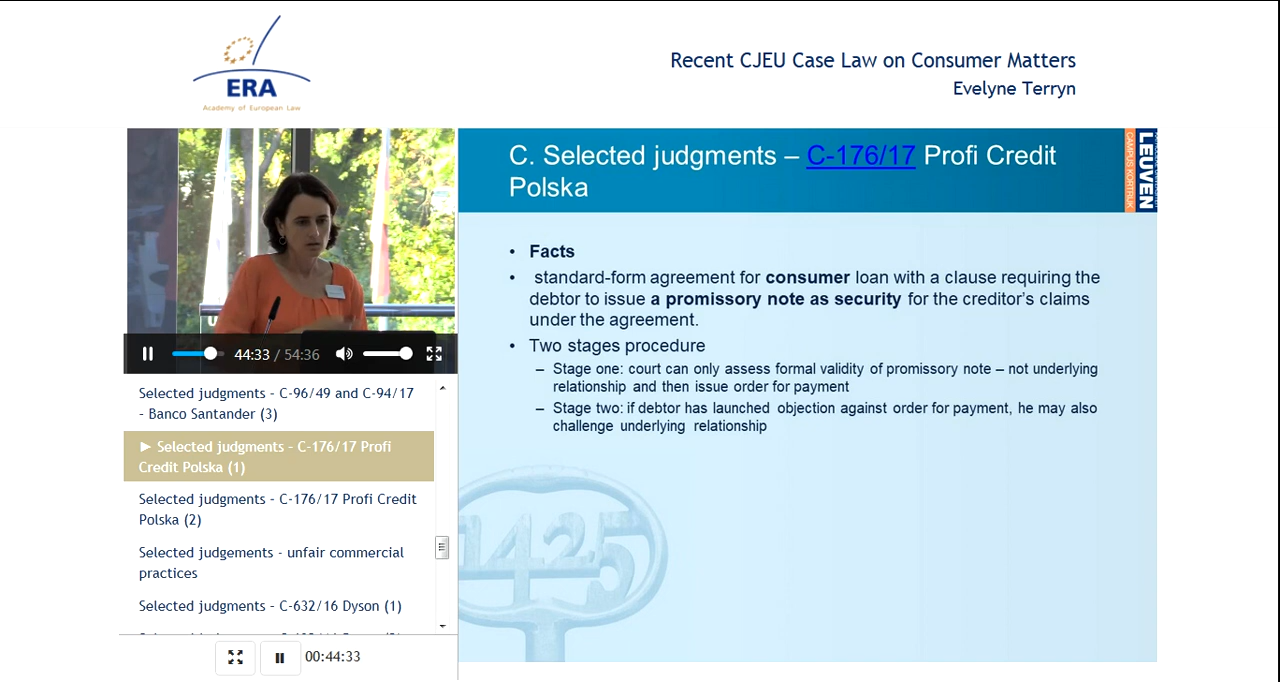 ERA
Academy of European Law
Recent CJEU Case Law on Consumer Matters
Evelyne Terryn
44:33 / 54:36
Selected judgments - C-96/49 and C-94/17
- Banco Santander (3)
► Selected judgments - C-176/17 Profi
Credit Polska (1)
Selected judgments - C-176/17 Profi Credit
Polska (2)
Selected judgements - unfair commercial
practices
Selected judgments - C-632/16 Dyson (1)
00:44:33
C. Selected judgments – C-176/17 Profi Credit
Polska
LEUVEN
CAMPUS KORTRIJK
• Facts
• standard-form agreement for consumer loan with a clause requiring the
debtor to issue a promissory note as security for the creditor's claims
under the agreement.
• Two stages procedure
– Stage one: court can only assess formal validity of promissory note – not underlying
relationship and then issue order for payment
– Stage two: if debtor has launched objection against order for payment, he may also
challenge underlying relationship
1425